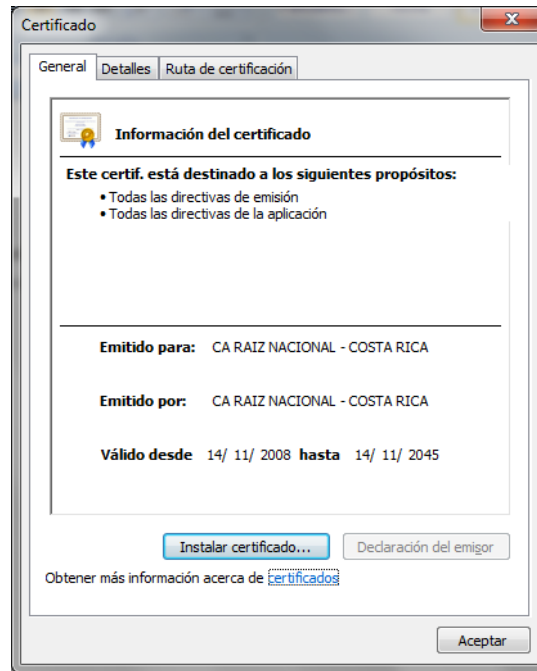 Certificado
General Detalles Ruta de certificación
Información del certificado
Este certif. está destinado a los siguientes propósitos:
• Todas las directivas de emisión
• Todas las directivas de la aplicación
Emitido para: CA RAIZ NACIONAL - COSTA RICA
Emitido por: CA RAIZ NACIONAL - COSTA RICA
Válido desde 14/ 11/ 2008 hasta 14/ 11/ 2045
Instalar certificado... Declaración del emisor
Obtener más información acerca de certificados
Aceptar